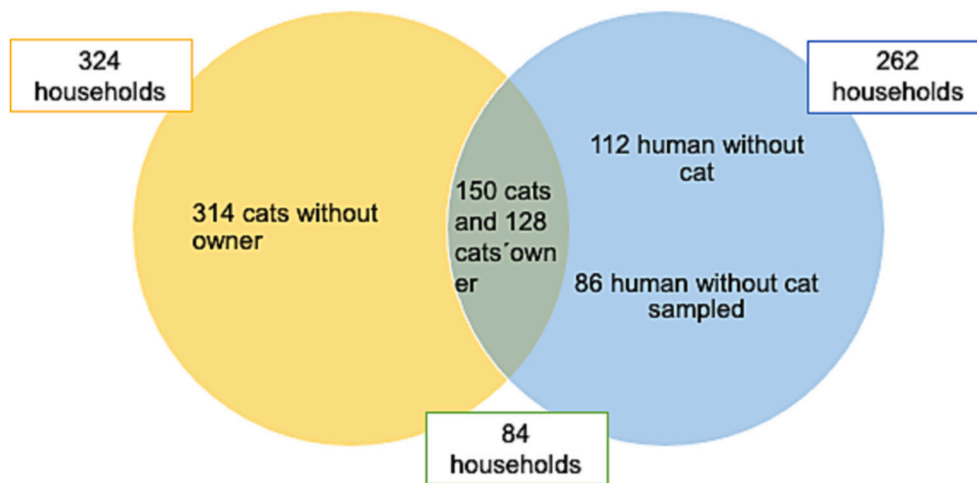 324
households
262
households
314 cats without
owner
150 cats
and 128
cats´own
er
112 human without
cat
86 human without cat
sampled
84
households